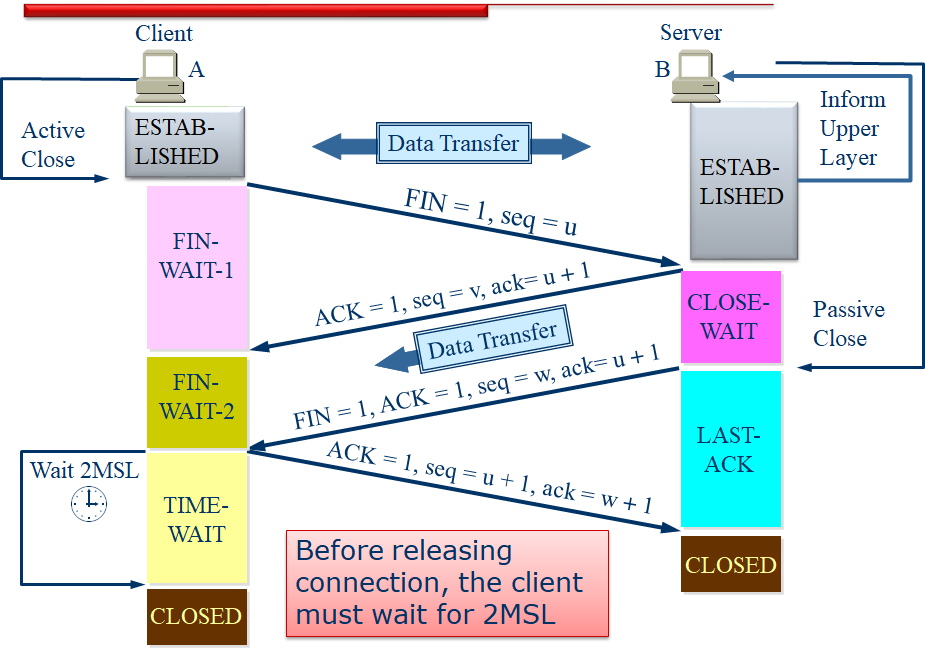 Client
Server
A
B
Active
Close
ESTAB-
LISHED
Data Transfer
ESTAB-
LISHED
Inform
Upper
Layer
FIN = 1, seq = u
FIN-
WAIT-1
ACK = 1, seq = v, ack= u + 1
CLOSE-
WAIT
Passive
Close
Data Transfer
FIN-
WAIT-2
FIN = 1, ACK = 1, seq = w, ack= u + 1
LAST-
ACK
Wait 2MSL
ACK = 1, seq = u + 1, ack = w + 1
TIME-
WAIT
Before releasing
connection, the client
must wait for 2MSL
CLOSED
CLOSED